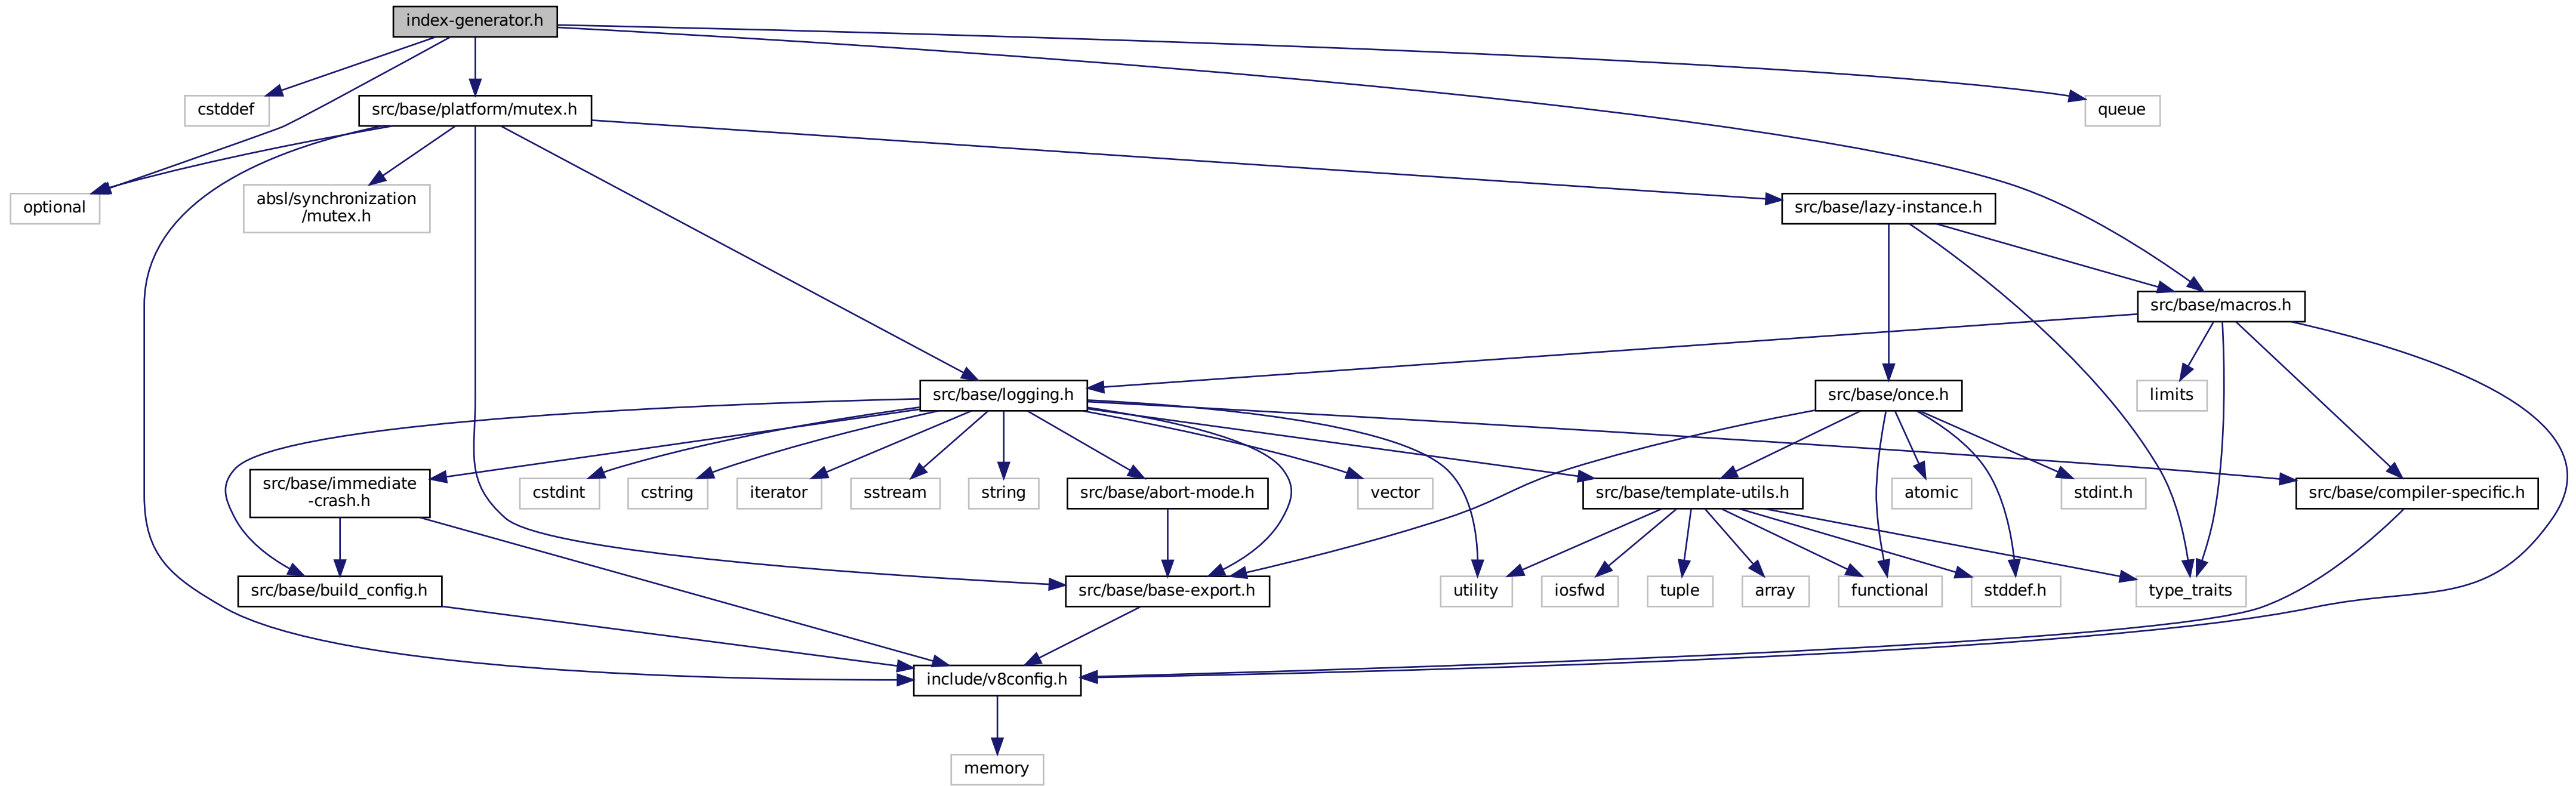 index-generator.h
cstddef
src/base/platform/mutex.h
queue
optional
absl/synchronization
/mutex.h
src/base/lazy-instance.h
src/base/macros.h
src/base/logging.h
src/base/once.h
limits
src/base/immediate
-crash.h
cstdint
cstring
iterator
sstream
string
src/base/abort-mode.h
vector
src/base/template-utils.h
atomic
stdint.h
src/base/compiler-specific.h
src/base/build_config.h
src/base/base-export.h
utility
iosfwd
tuple
array
functional
stddef.h
type_traits
include/v8config.h
memory